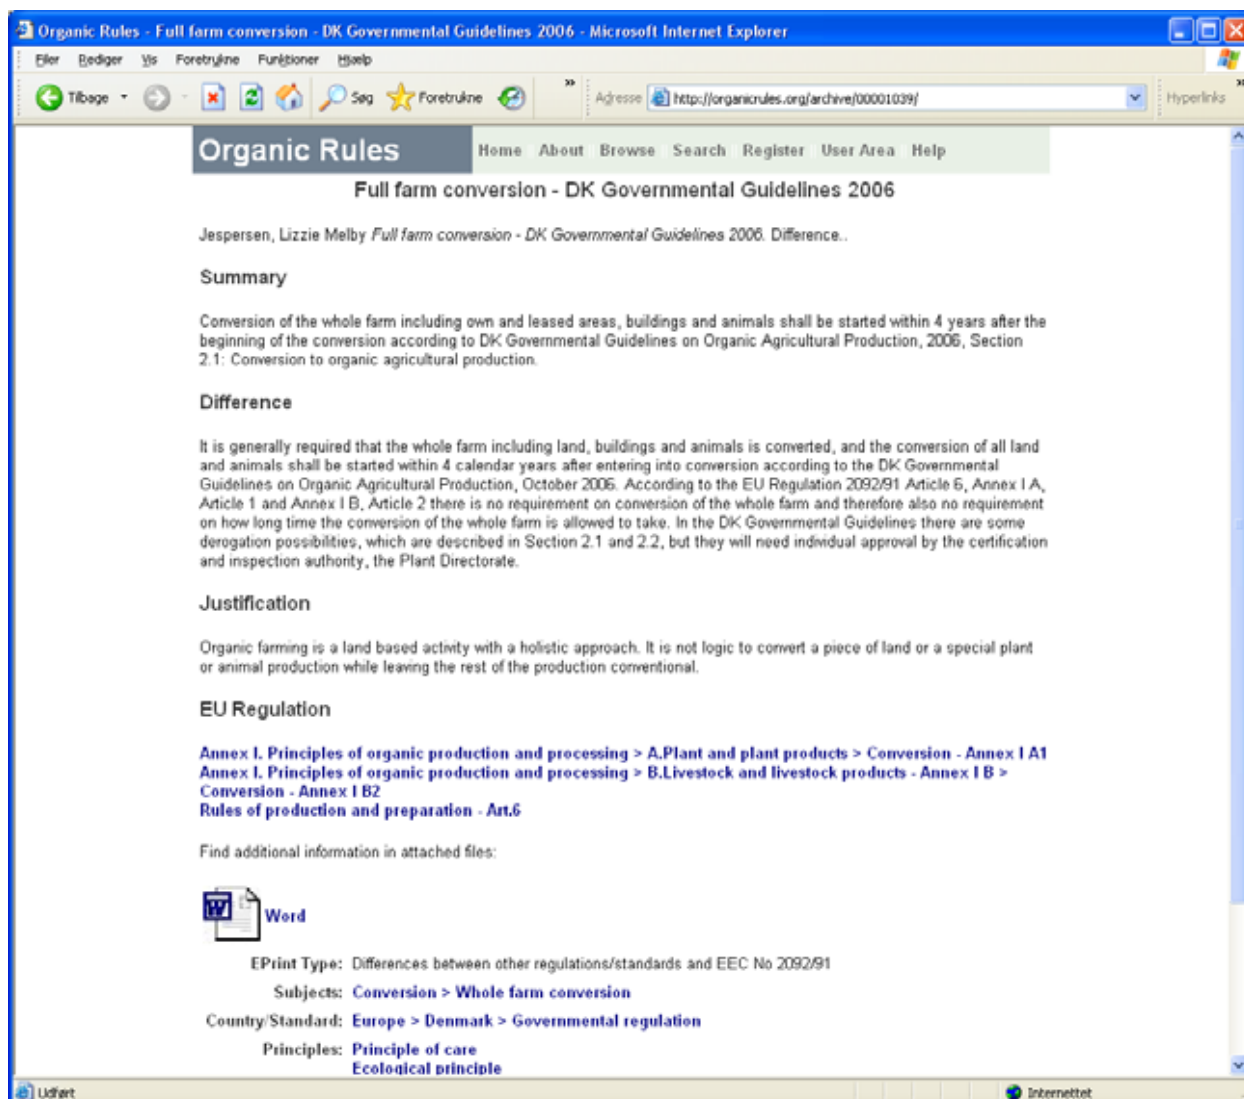 Organic Rules - Full farm conversion - DK Governmental Guidelines 2006 - Microsoft Internet Explorer
Filer Rediger Vis Foretrukne Funktioner Hjælp
Tilbage Søg Foretrukne » Adresse http://organicrules.org/archive/00001039/ Hyperlinks »
Organic Rules Home About Browse Search Register User Area Help
Full farm conversion - DK Governmental Guidelines 2006
Jespersen, Lizzie Melby Full farm conversion - DK Governmental Guidelines 2006. Difference..
Summary
Conversion of the whole farm including own and leased areas, buildings and animals shall be started within 4 years after the
beginning of the conversion according to DK Governmental Guidelines on Organic Agricultural Production, 2006, Section
2.1: Conversion to organic agricultural production.
Difference
It is generally required that the whole farm including land, buildings and animals is converted, and the conversion of all land
and animals shall be started within 4 calendar years after entering into conversion according to the DK Governmental
Guidelines on Organic Agricultural Production, October 2006. According to the EU Regulation 2092/91 Article 6, Annex I A,
Article 1 and Annex I B, Article 2 there is no requirement on conversion of the whole farm and therefore also no requirement
on how long time the conversion of the whole farm is allowed to take. In the DK Governmental Guidelines there are some
derogation possibilities, which are described in Section 2.1 and 2.2, but they will need individual approval by the certification
and inspection authority, the Plant Directorate.
Justification
Organic farming is a land based activity with a holistic approach. It is not logic to convert a piece of land or a special plant
or animal production while leaving the rest of the production conventional.
EU Regulation
Annex I. Principles of organic production and processing > A.Plant and plant products > Conversion - Annex I A1
Annex I. Principles of organic production and processing > B.Livestock and livestock products - Annex I B >
Conversion - Annex I B2
Rules of production and preparation - Art.6
Find additional information in attached files:
W Word
EPrint Type: Differences between other regulations/standards and EEC No 2092/91
Subjects: Conversion > Whole farm conversion
Country/Standard: Europe > Denmark > Governmental regulation
Principles: Principle of care
Ecological principle
Udført Internettet